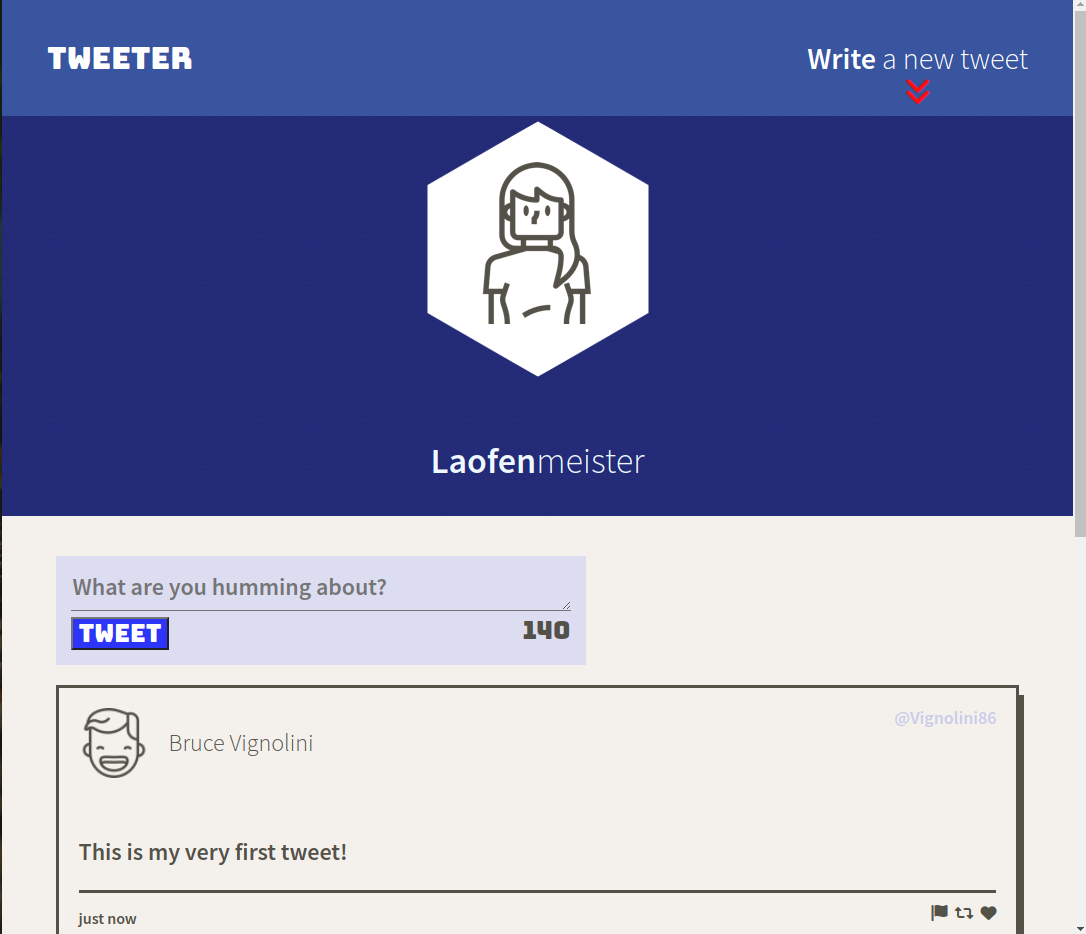 TWEETER
Write a new tweet
Laofenmeister
What are you humming about?
TWEET
140
@Vignolini86
Bruce Vignolini
This is my very first tweet!
just now